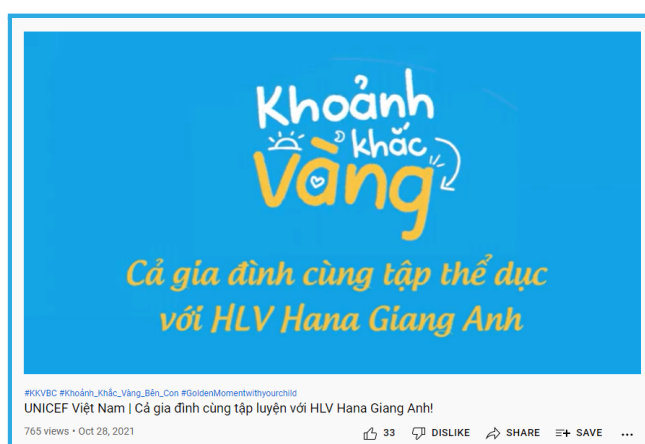 Khoảnh
khắc
Vàng
Cả gia đình cùng tập thể dục
với HLV Hana Giang Anh
#KKVBC #Khoảnh_Khắc_Vàng_Bên_Con #GoldenMomentwithyourchild
UNICEF Việt Nam | Cả gia đình cùng tập luyện với HLV Hana Giang Anh!
765 views • Oct 28, 2021 33 DISLIKE SHARE SAVE ...